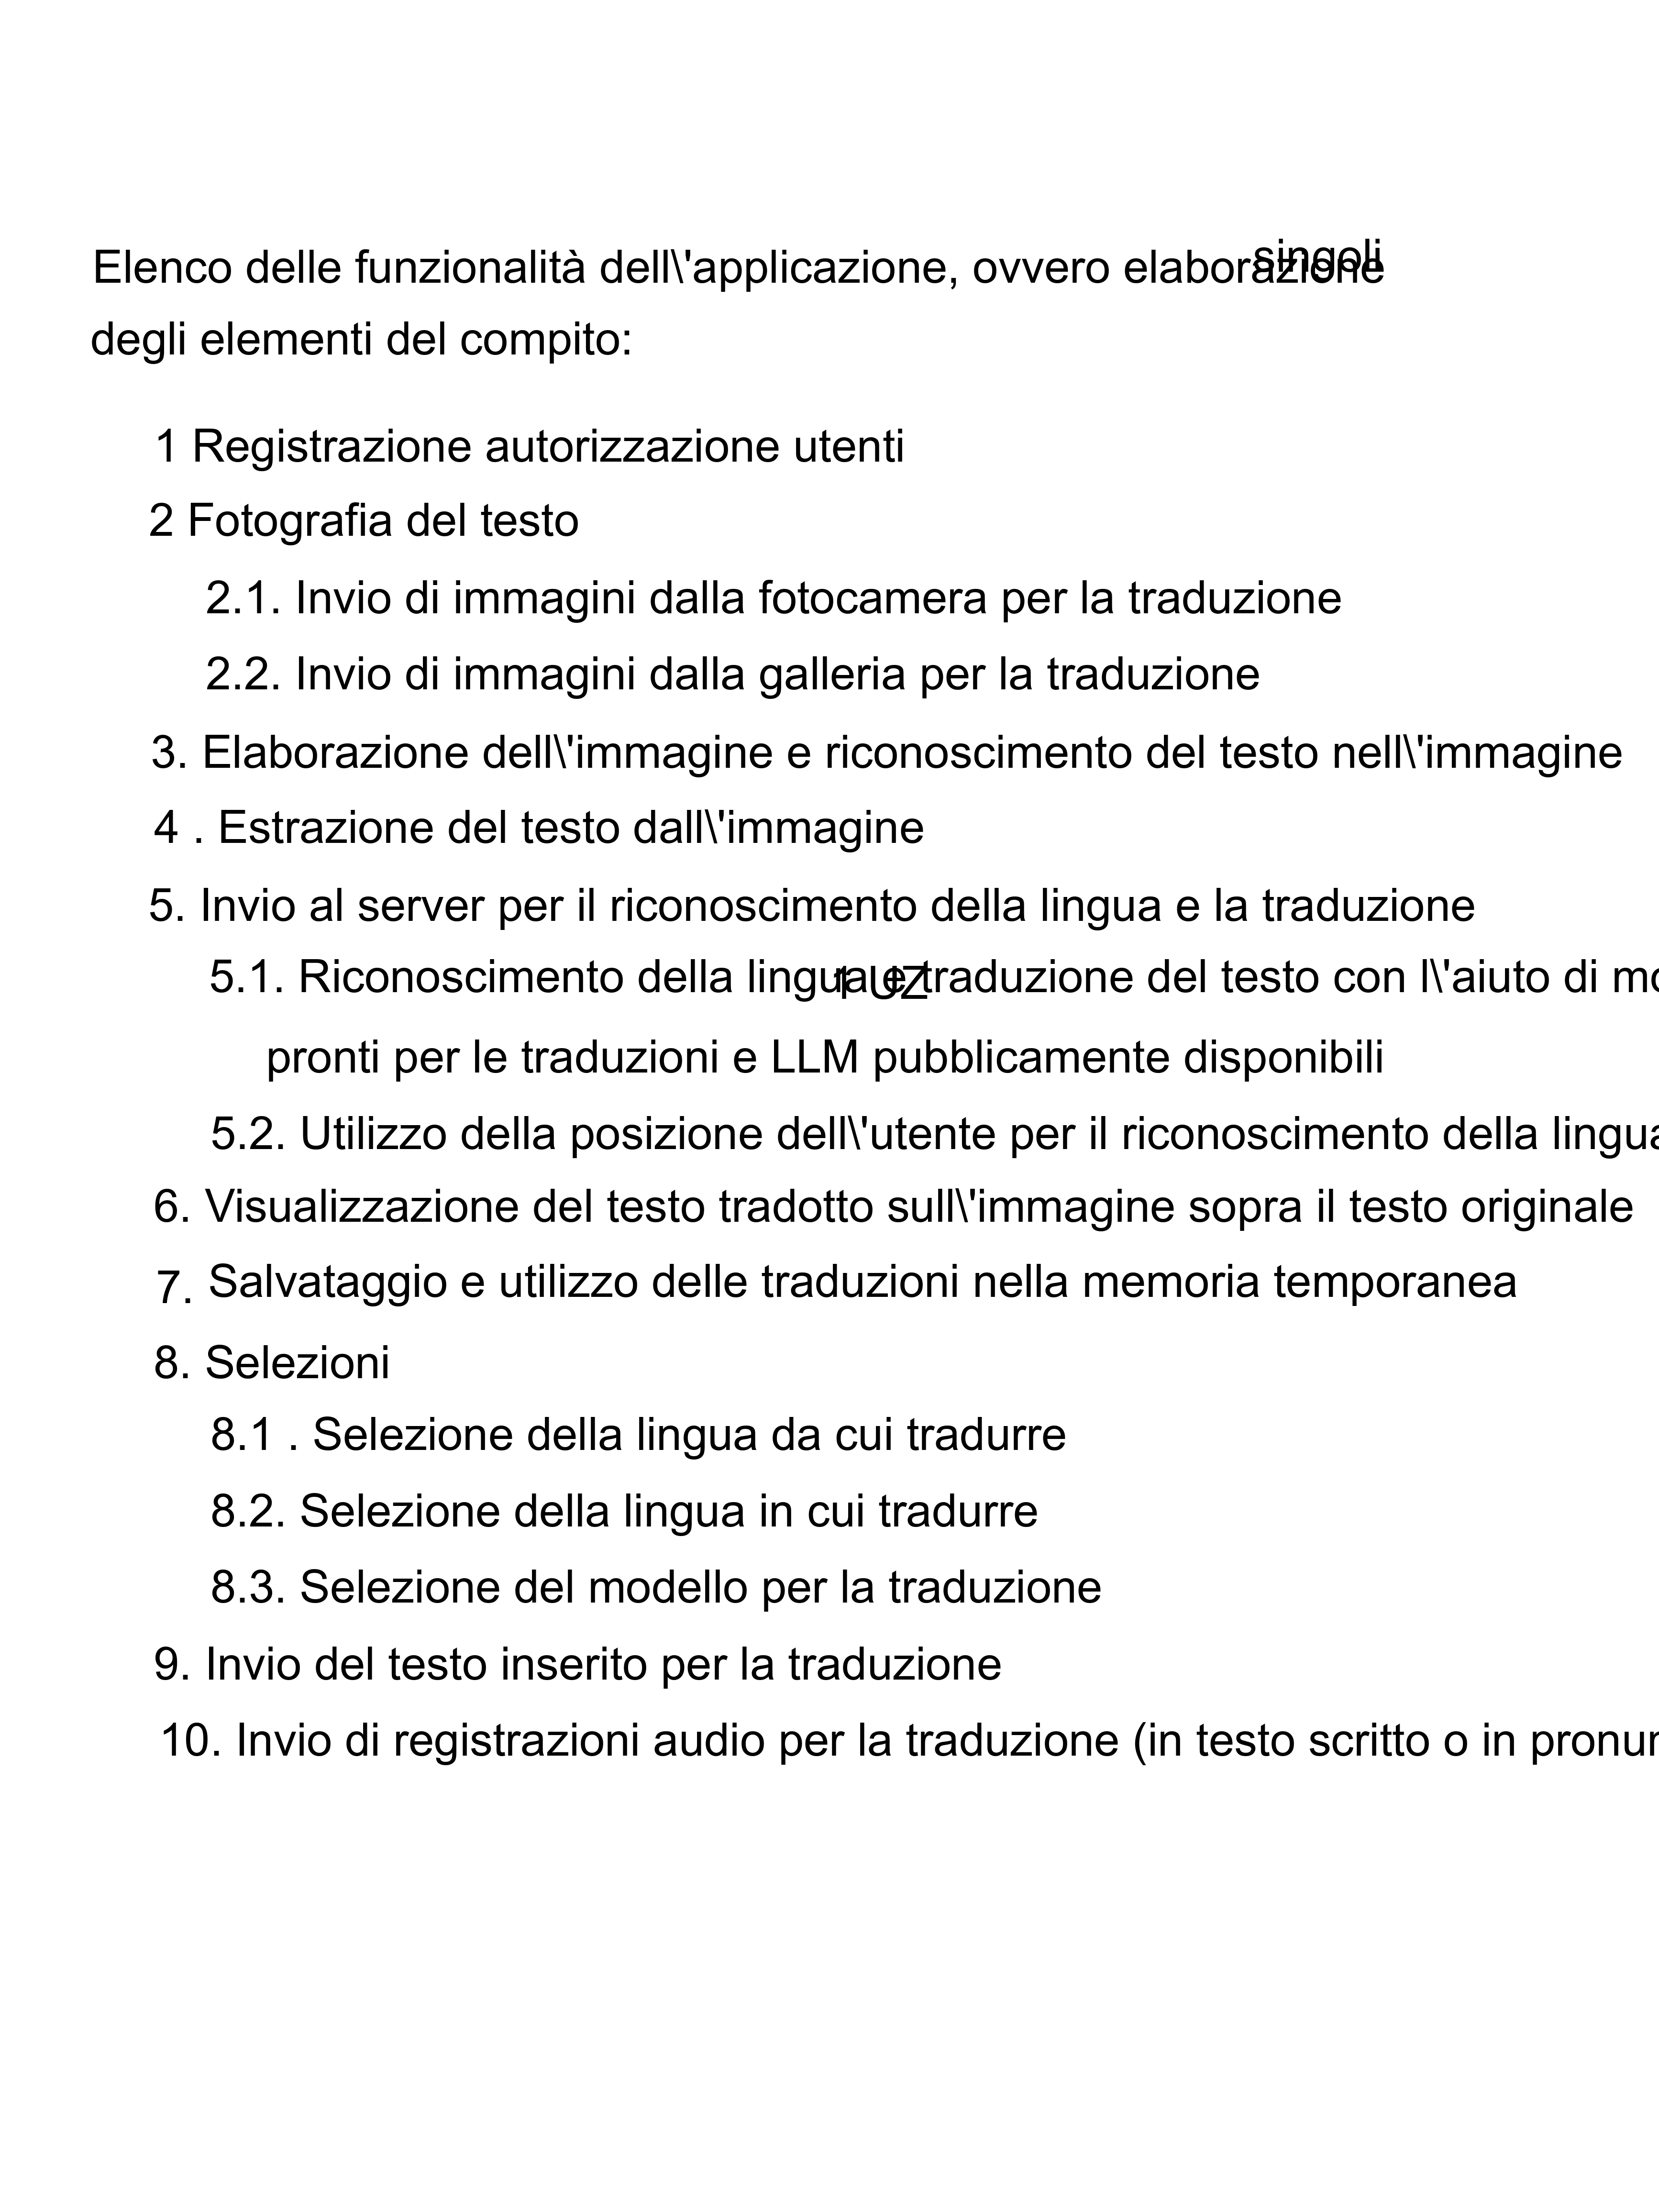 Elenco delle funzionalità dell\'applicazione, ovvero elaborazione singoli
degli elementi del compito:
1 Registrazione autorizzazione utenti
2 Fotografia del testo
2.1. Invio di immagini dalla fotocamera per la traduzione
2.2. Invio di immagini dalla galleria per la traduzione
3. Elaborazione dell\'immagine e riconoscimento del testo nell\'immagine
4 . Estrazione del testo dall\'immagine
5. Invio al server per il riconoscimento della lingua e la traduzione
5.1. Riconoscimento della lingua e traduzione del testo con l\'aiuto di
pronti per le traduzioni e LLM pubblicamente disponibili
5.2. Utilizzo della posizione dell\'utente per il riconoscimento della lingua
6. Visualizzazione del testo tradotto sull\'immagine sopra il testo originale
7. Salvataggio e utilizzo delle traduzioni nella memoria temporanea
8. Selezioni
8.1 . Selezione della lingua da cui tradurre
8.2. Selezione della lingua in cui tradurre
8.3. Selezione del modello per la traduzione
9. Invio del testo inserito per la traduzione
10. Invio di registrazioni audio per la traduzione (in testo scritto o in